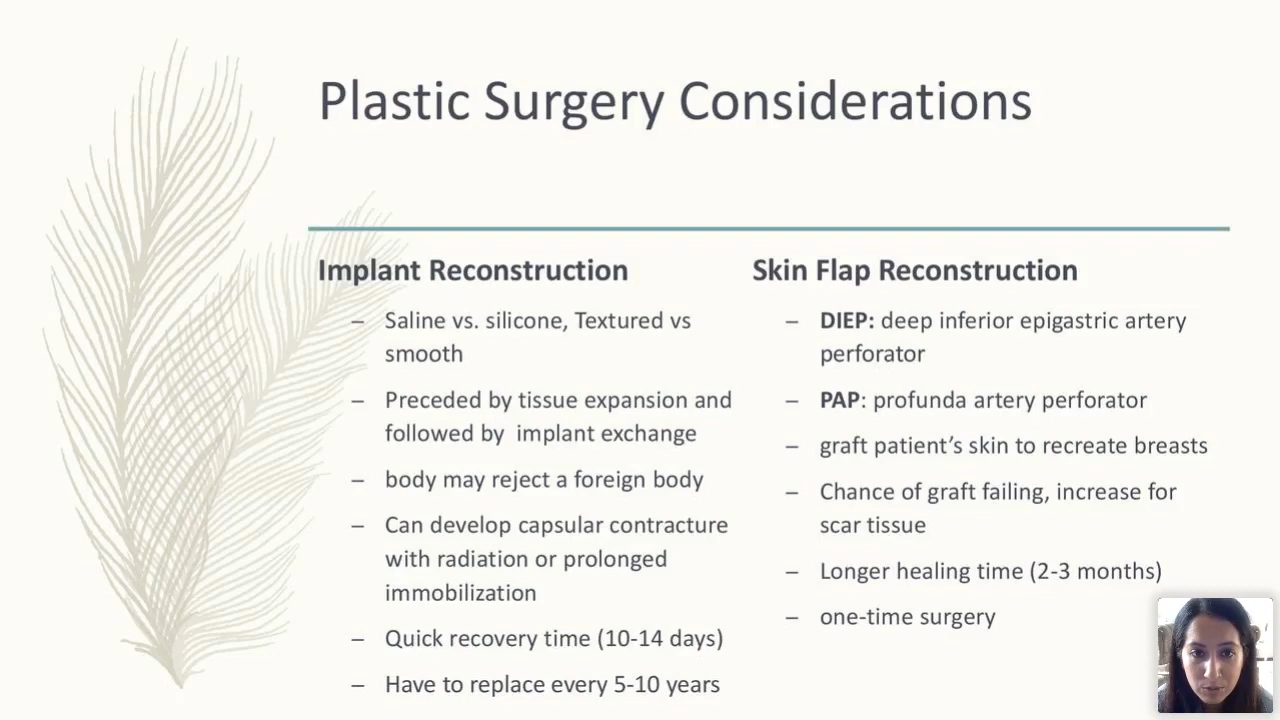 Plastic Surgery Considerations
Implant Reconstruction
– Saline vs. silicone, Textured vs
smooth
– Preceded by tissue expansion and
followed by  implant exchange
– body may reject a foreign body
– Can develop capsular contracture
with radiation or prolonged
immobilization
– Quick recovery time (10-14 days)
– Have to replace every 5-10 years
Skin Flap Reconstruction
– DIEP: deep inferior epigastric artery
perforator
– PAP: profunda artery perforator
– graft patient’s skin to recreate breasts
– Chance of graft failing, increase for
scar tissue
– Longer healing time (2-3 months)
– one-time surgery